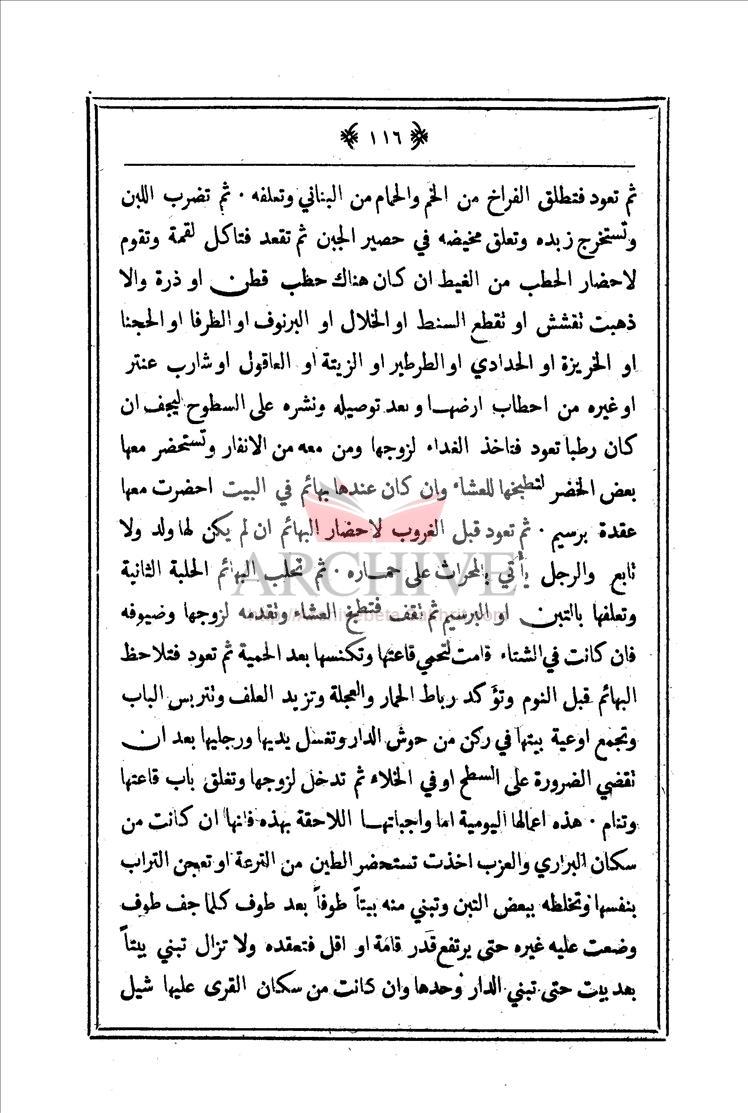 ١١٦
ثم تعود فتطلق الفراخ من الخم والحمام من البناني وتعلفه ٠ ثم تضرب اللبن
وتستخرج زبده وتعلق مخيضه في حصير الجبن ثم تقعد فتاكل لقمة وتقوم
لاحضار الحطب من الغيط ان كان هناك حظب قطن او ذرة والا
ذهبت تقشش او تقطع السنط او الخلال او البرنوف او الظرفا او الحجنا
او الخريزة او الحدادي او الطرطير او الزيتة او العاقول او شارب عنتر
او غيره من احطاب ارضها وبعد توصيله ونشره على السطوح ليجف ان
كان رطبا تعود فتاخذ الغداء لزوجها ومن معه من الانفار وتستحضر معها
بعض الخضر لتطبخها للعشاء وان كان عندها بهائم في البيت احضرت معها
عقدة برسيم ٠ ثم تعود قبل الغروب لاحضار البهائم ان لم يكن لها ولد ولا
تابع والرجل يأتي بالمحراث على حماره ٠ ثم تحلب البهائم الحلبة الثانية
وتعلفها بالتبن او البرسيم ثم تقف فتطبخ العشاء وتقدمه لزوجها وضيوفه
فان كانت في الشتاء قامت لتحمي قاعتها وتكنسها بعد الحمية ثم تعود فتلاحظ
البهائم قبل النوم وتؤكد رباط الحمار والعجلة وتزيد العلف وتتربس الباب
وتجمع اوعية بيتها في ركن من حوش الدار وتغسل يديها ورجليها بعد ان
تقضي الضرورة على السطح او في الخلاء ثم تدخل لزوجها وتغلق باب قاعتها
وتنام ٠ هذه اعمالها اليومية اما واجباتها اللاحقة بهذه فانها ان كانت من
سكان البراري والعزب اخذت تستحضر الطين من الترعة او تعجن التراب
بنفسها وتخلطه ببعض التبن وتبني منه بيتاً طوفاً بعد طوف كلما جف طوف
وضعت عليه غيره حتى يرتفع قدر قامة او اقل فتعقده ولا تزال تبني بيتاً
بعد بيت حتى تبني الدار وحدها وان كانت من سكان القرى عليها شيل
ARCHIVE